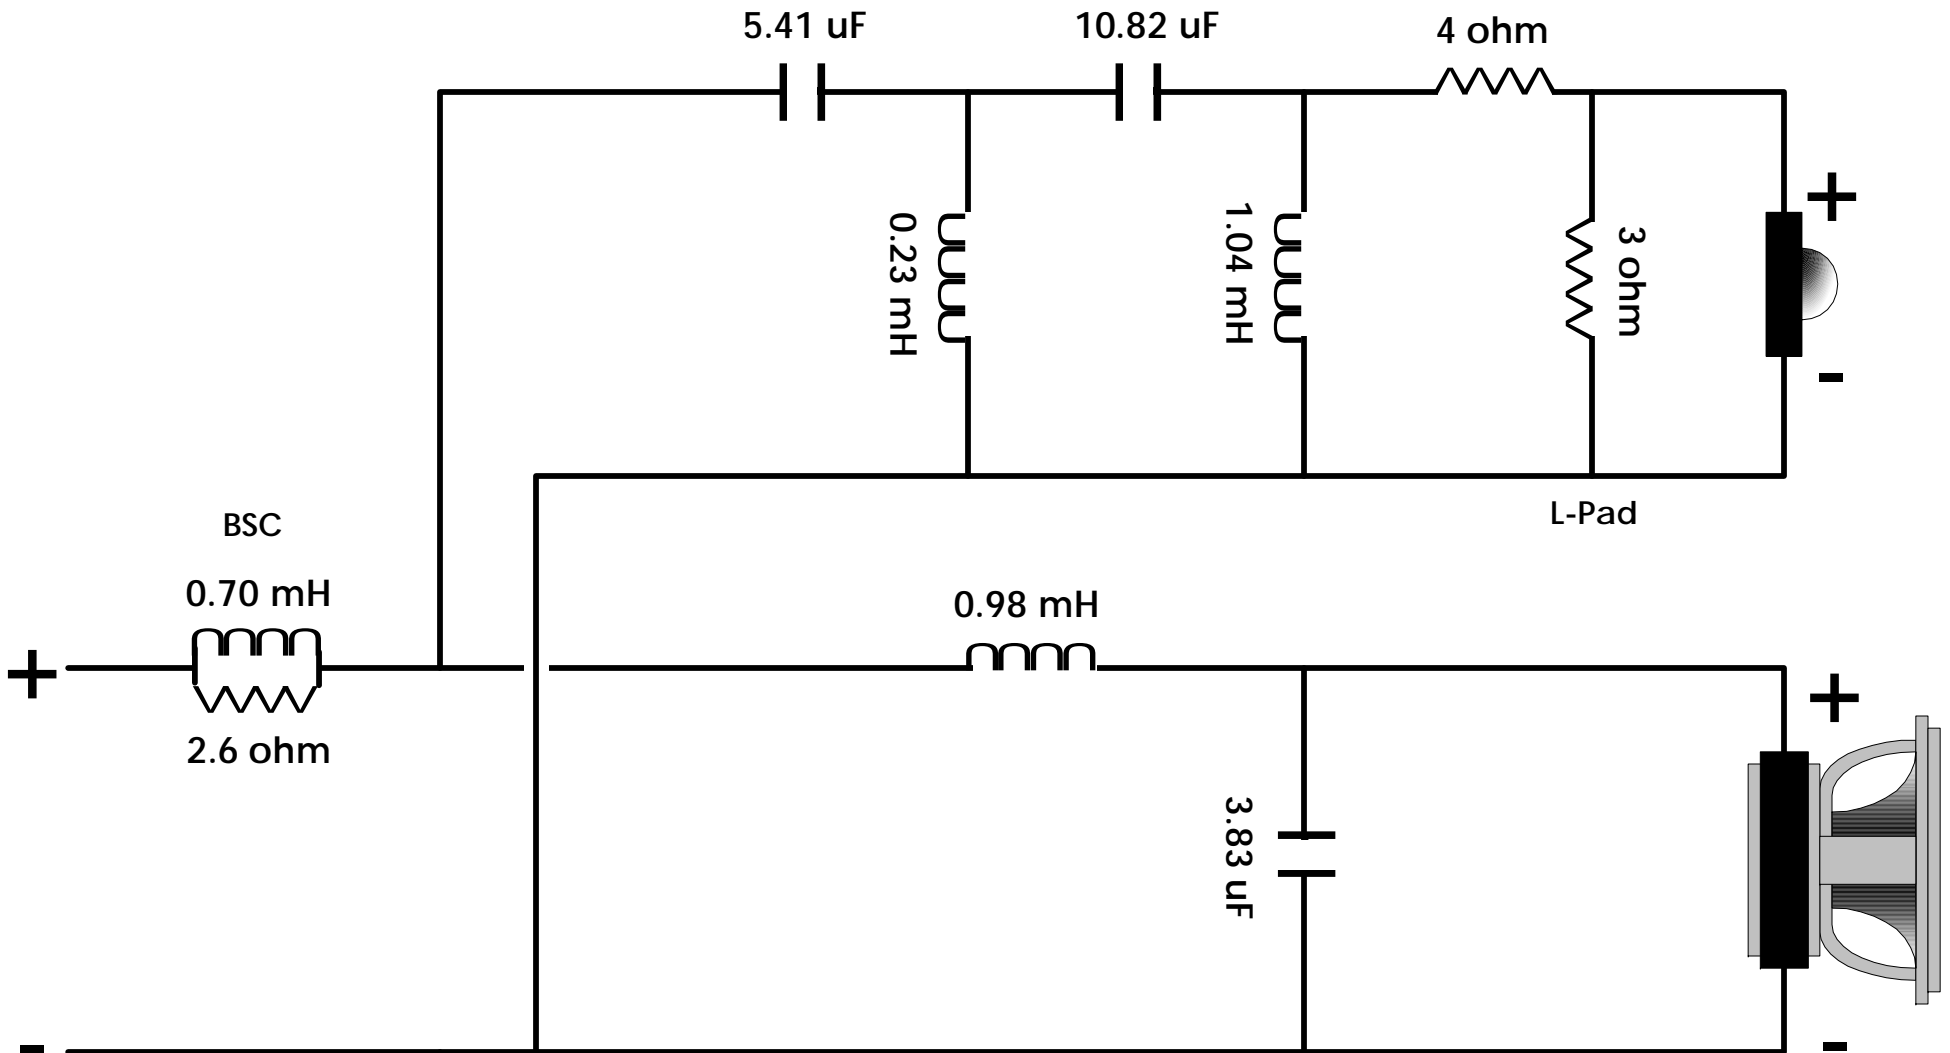 5.41 uF
10.82 uF
4 ohm
0.23 mH
1.04 mH
3 ohm
+
-
L-Pad
BSC
0.70 mH
0.98 mH
+
2.6 ohm
+
3.83 uF
-
-